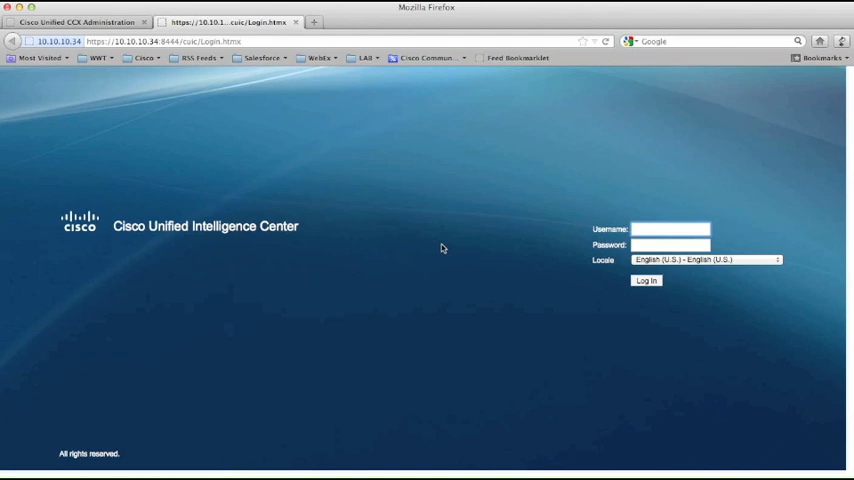 Mozilla Firefox
Cisco Unified CCX Administration
https://10.10.1...cuic/Login.htmx
10.10.10.34 https://10.10.10.34:8444/cuic/Login.htmx
Google
Most Visited WWT Cisco RSS Feeds Salesforce WebEx LAB Cisco Commun... Feed Bookmarklet Bookmarks
CISCO
Cisco Unified Intelligence Center
Username:
Password:
Locale English (U.S.) - English (U.S.)
Log In
All rights reserved.